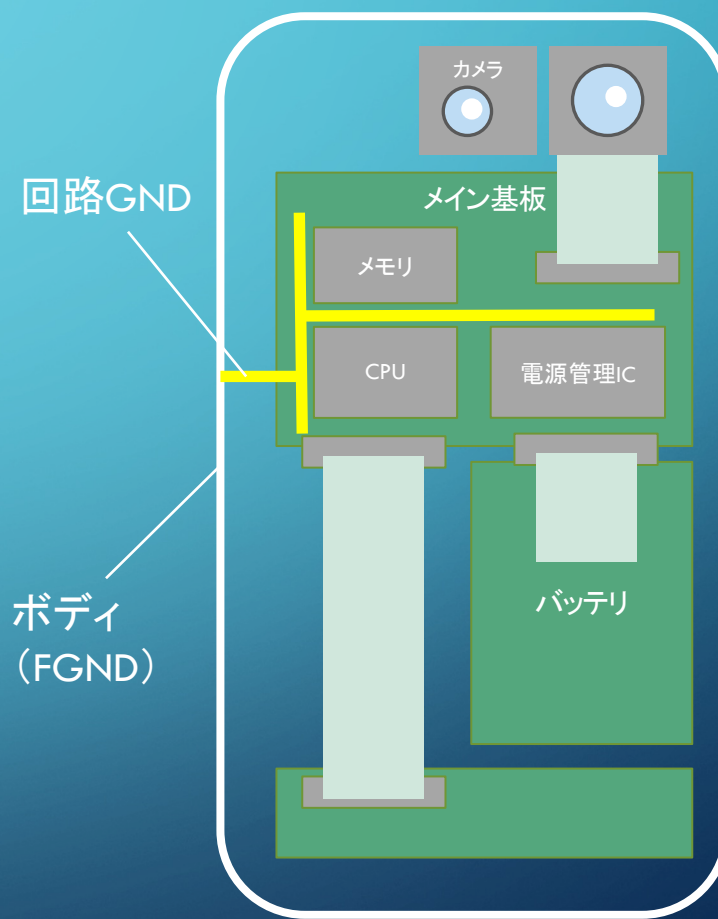 カメラ
回路GND
メイン基板
メモリ
CPU
電源管理IC
バッテリ
ボディ
（FGND）